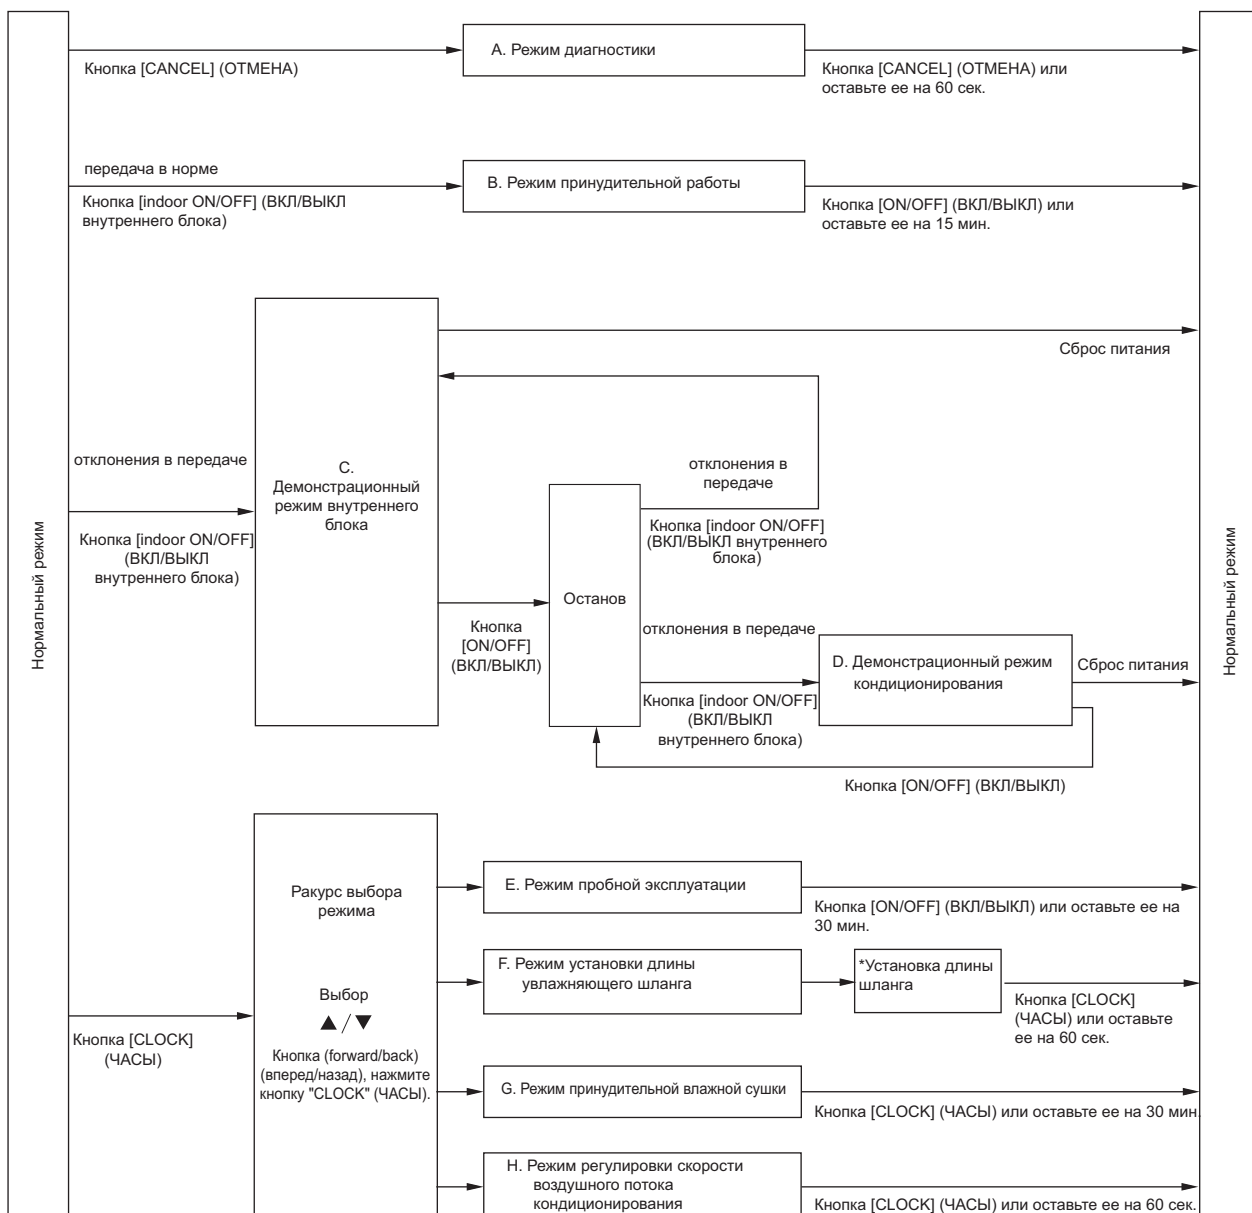 Нормальный режим
A. Режим диагностики
Кнопка [CANCEL] (ОТМЕНА)
Кнопка [CANCEL] (ОТМЕНА) или
оставьте ее на 60 сек.
передача в норме
Кнопка [indoor ON/OFF] (ВКЛ/ВЫКЛ
внутреннего блока)
B. Режим принудительной работы
Кнопка [ON/OFF] (ВКЛ/ВЫКЛ) или
оставьте ее на 15 мин.
Сброс питания
отклонения в передаче
Кнопка [indoor ON/OFF]
(ВКЛ/ВЫКЛ
внутреннего блока)
C.
Демонстрационный
режим внутреннего
блока
отклонения в
передаче
Кнопка [indoor ON/OFF]
(ВКЛ/ВЫКЛ внутреннего
блока)
Кнопка
[ON/OFF]
(ВКЛ/ВЫКЛ)
Останов
отклонения в передаче
Кнопка [indoor ON/OFF]
(ВКЛ/ВЫКЛ
внутреннего блока)
D. Демонстрационный режим
кондиционирования
Сброс питания
Кнопка [ON/OFF] (ВКЛ/ВЫКЛ)
Нормальный режим
Кнопка [CLOCK]
(ЧАСЫ)
Ракурс выбора
режима
Выбор
▲/▼
Кнопка (forward/back)
(вперед/назад), нажмите
кнопку "CLOCK" (ЧАСЫ).
E. Режим пробной эксплуатации
Кнопка [ON/OFF] (ВКЛ/ВЫКЛ) или оставьте ее на
30 мин.
F. Режим установки длины
увлажняющего шланга
*Установка длины
шланга
Кнопка [CLOCK]
(ЧАСЫ) или оставьте
ее на 60 сек.
G. Режим принудительной влажной сушки
Кнопка [CLOCK] (ЧАСЫ) или оставьте ее на 30 мин.
H. Режим регулировки скорости
воздушного потока
кондиционирования
Кнопка [CLOCK] (ЧАСЫ) или оставьте ее на 60 сек.